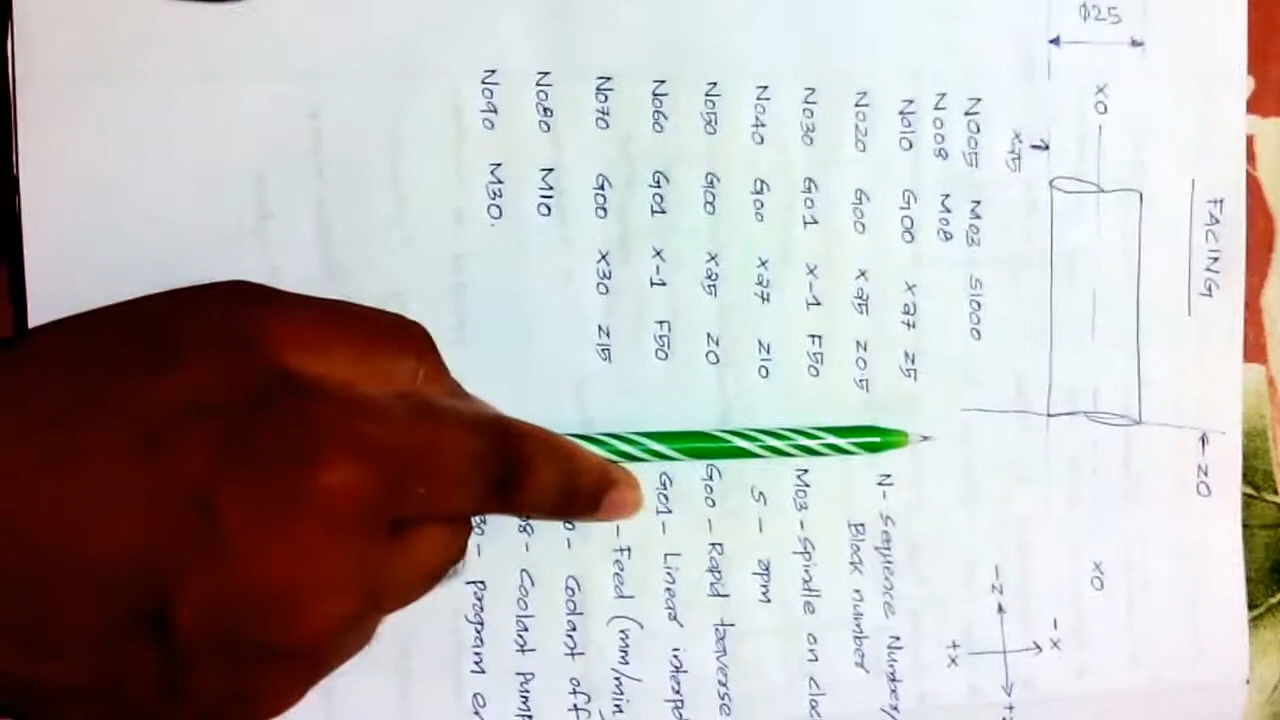 FACING
Φ25
X0
Z0
X0
X25
-X
-Z
+X
N005 M03 S1000
N008 M08
N010 G00 X27 Z5
N020 G00 X25 Z0.5
N030 G01 X-1 F50
N040 G00 X27 Z10
N050 G00 X25 Z0
N060 G01 X-1 F50
N070 G00 X30 Z15
N080 M10
N090 M30.
N- Sequence Number/
Block number
M03 - Spindle on
S - rpm
G00 - Rapid traverse
G01 - Linear
- Feed (mm/min
- Coolant off
- Coolant Pump
- program